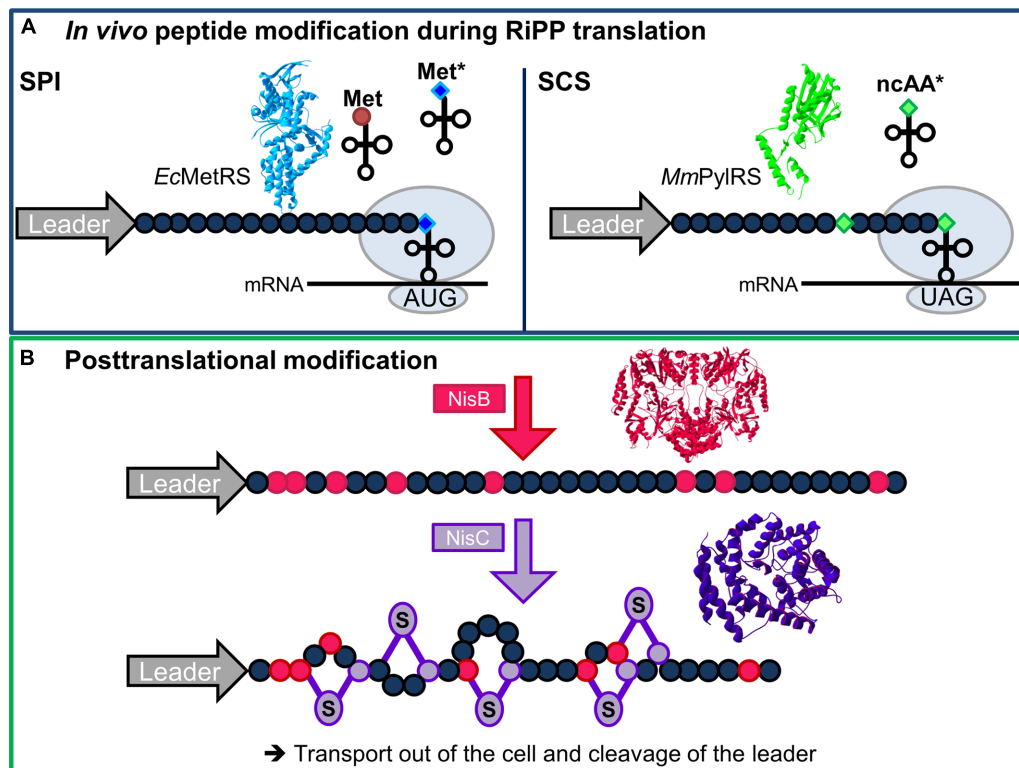 A In vivo peptide modification during RiPP translation
SPI
Met
Met*
EcMetRS
Leader
mRNA
AUG
SCS
ncAA*
MmPylRS
Leader
mRNA
UAG
B Posttranslational modification
NisB
Leader
NisC
S
S
S
S
S
Leader
➔ Transport out of the cell and cleavage of the leader